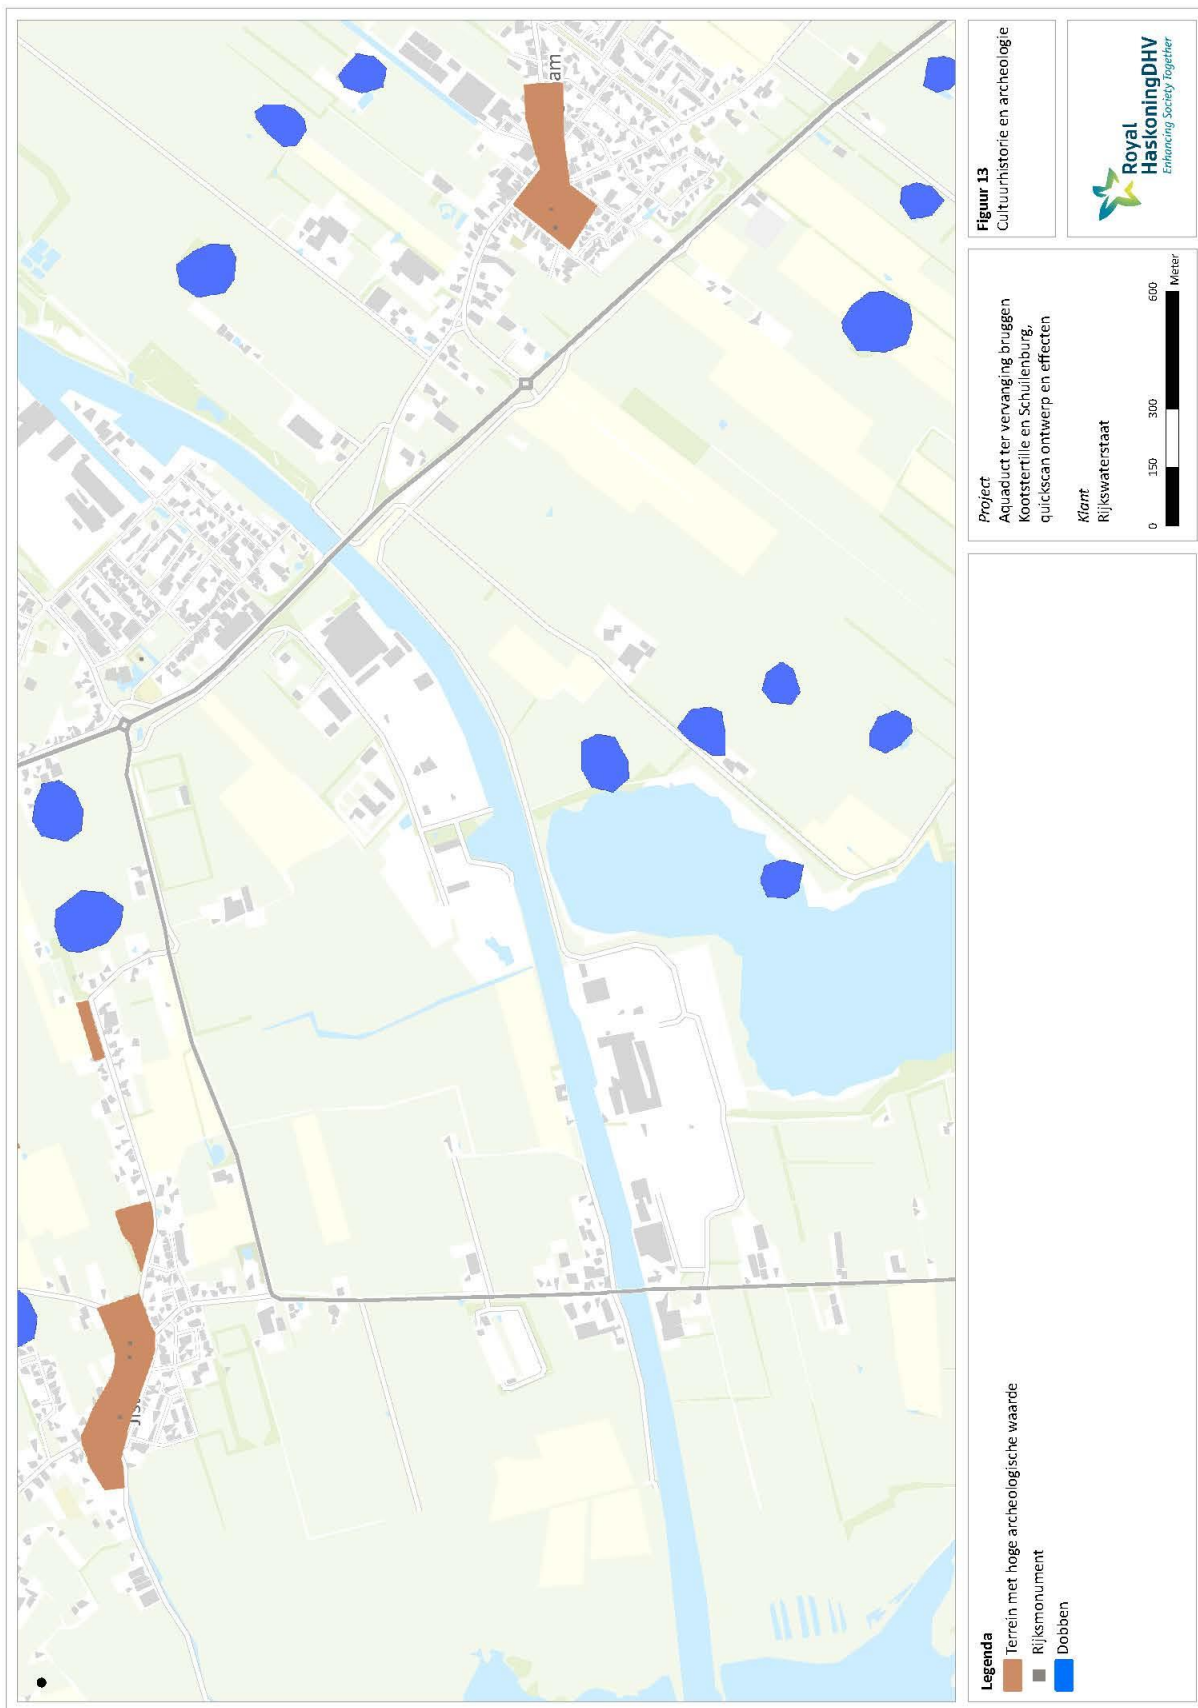 am
Jist
Legenda
Terrein met hoge archeologische waarde
Rijksmonument
Dobben
Project
Aquaduct ter vervanging bruggen
Kootstertille en Schuilenburg,
quickscan ontwerp en effecten
Klant
Rijkswaterstaat
0 150 300 600
Meter
Figuur 13
Cultuurhistorie en archeologie
Royal
HaskoningDHV
Enhancing Society Together